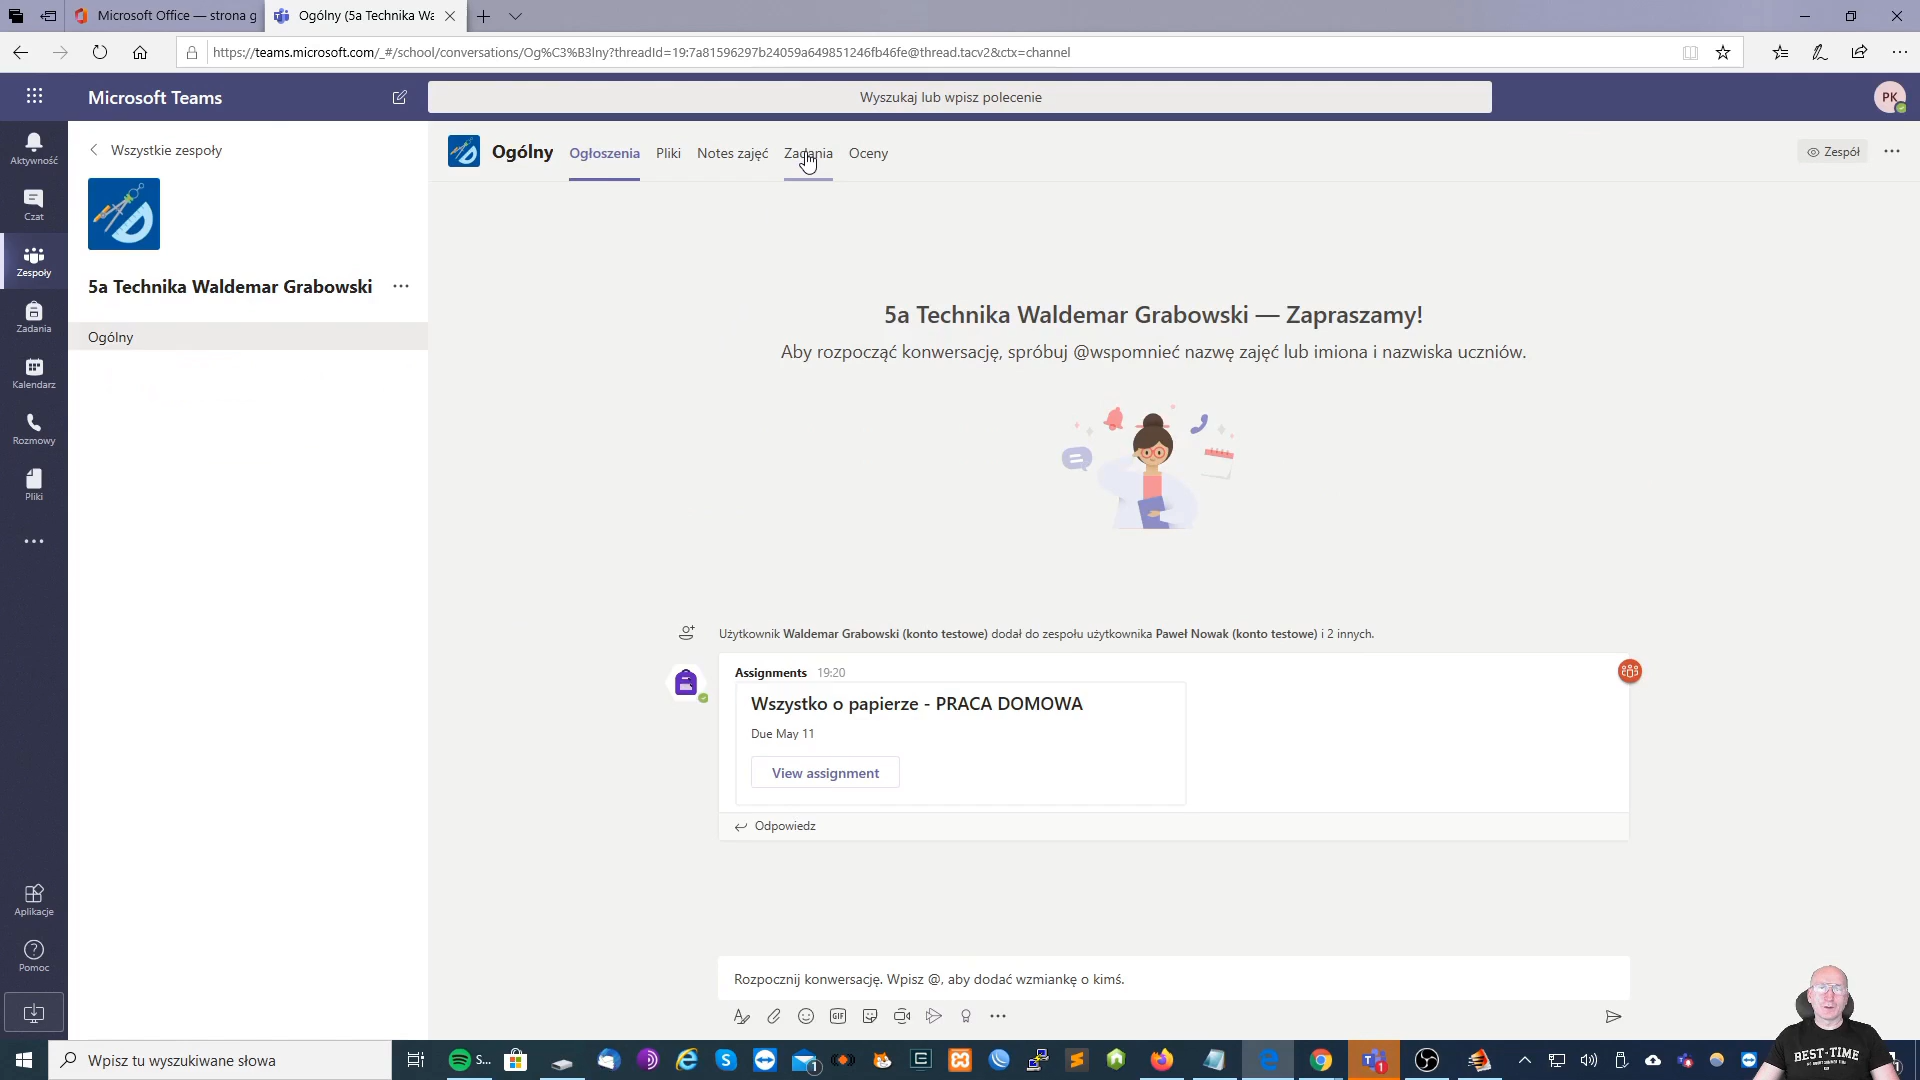 Microsoft Office — strona g
Ogólny (5a Technika Wa
https://teams.microsoft.com/_#/school/conversations/Og%C3%B3lny?threadId=19:7a81596297b24059a649851246fb46fe@thread.tacv2&ctx=channel
Microsoft Teams
Wyszukaj lub wpisz polecenie
PK
Aktywność
Czat
Zespoły
Zadania
Kalendarz
Rozmowy
Pliki
Aplikacje
Pomoc
Wszystkie zespoły
5a Technika Waldemar Grabowski
Ogólny
Ogólny Ogłoszenia Pliki Notes zajęć Zadania Oceny
Zespół
5a Technika Waldemar Grabowski — Zapraszamy!
Aby rozpocząć konwersację, spróbuj @wspomnieć nazwę zajęć lub imiona i nazwiska uczniów.
Użytkownik Waldemar Grabowski (konto testowe) dodał do zespołu użytkownika Paweł Nowak (konto testowe) i 2 innych.
Assignments 19:20
Wszystko o papierze - PRACA DOMOWA
Due May 11
View assignment
Odpowiedz
Rozpocznij konwersację. Wpisz @, aby dodać wzmiankę o kimś.
GIF
Wpisz tu wyszukiwane słowa
S...
1
1
BEST-TIME